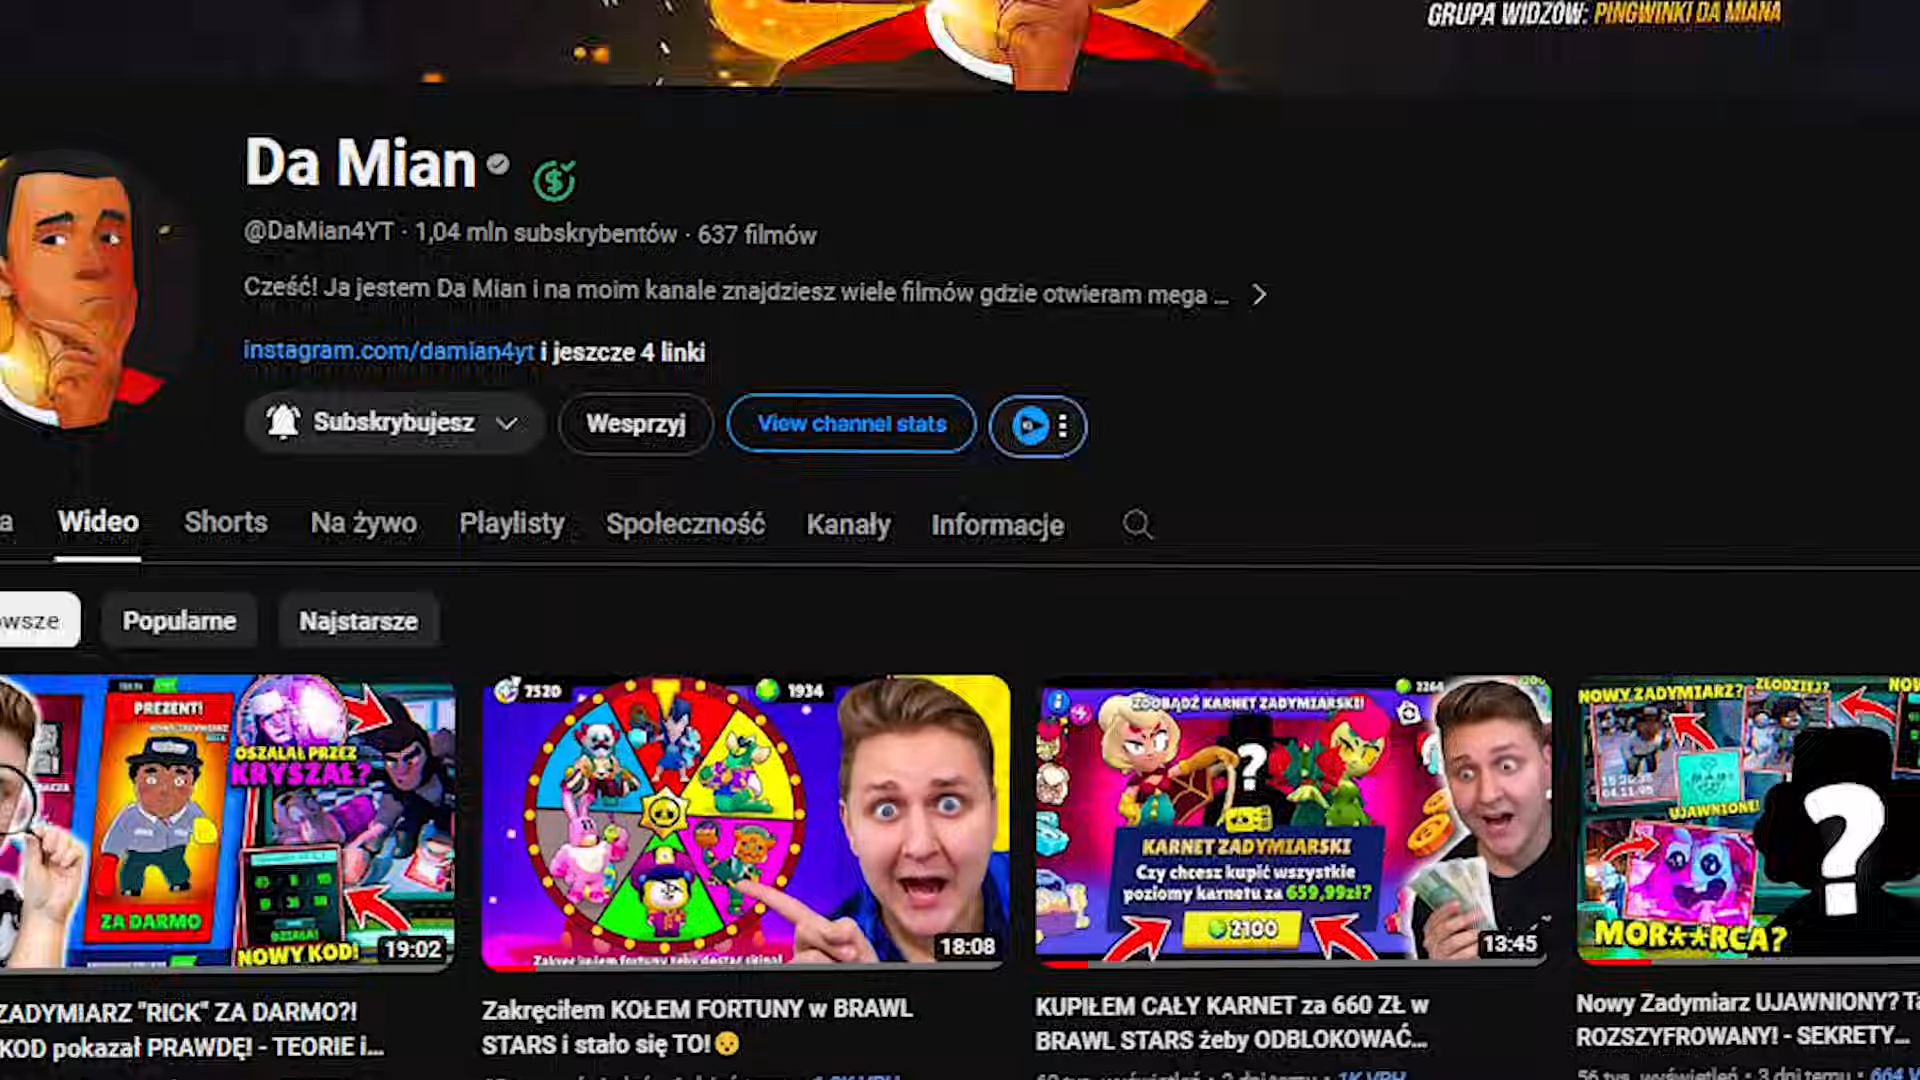 GRUPA WIDZÓW: PINGWINKI DA MIANA
Da Mian
@DaMian4YT · 1,04 mln subskrybentów · 637 filmów
Cześć! Ja jestem Da Mian i na moim kanale znajdziesz wiele filmów gdzie otwieram mega ...
instagram.com/damian4yt i jeszcze 4 linki
Subskrybujesz
Wesprzyj
View channel stats
Wideo Shorts Na żywo Playlisty Społeczność Kanały Informacje
Popularne Najstarsze
PREZENT!
OSZALAŁ PRZEZ
KRYSZAŁ?
ZA DARMO
NOWY KOD!
19:02
7520
1934
18:08
ZDOBĄDŹ KARNET ZADYMIARSKI!
KARNET ZADYMIARSKI
Czy chcesz kupić wszystkie
poziomy karnetu za 659,99zł?
2100
13:45
NOWY ZADYMIARZ? ZŁODZIEJ?
UJAWNIONE!
MOR**RCA?
ZADYMIARZ "RICK" ZA DARMO?!
KOD pokazał PRAWDĘ! - TEORIE i...
Zakręciłem KOŁEM FORTUNY w BRAWL
STARS i stało się TO!😯
KUPIŁEM CAŁY KARNET za 660 ZŁ w
BRAWL STARS żeby ODBLOKOWAĆ...
Nowy Zadymiarz UJAWNIONY?
ROZSZYFROWANY! - SEKRETY...